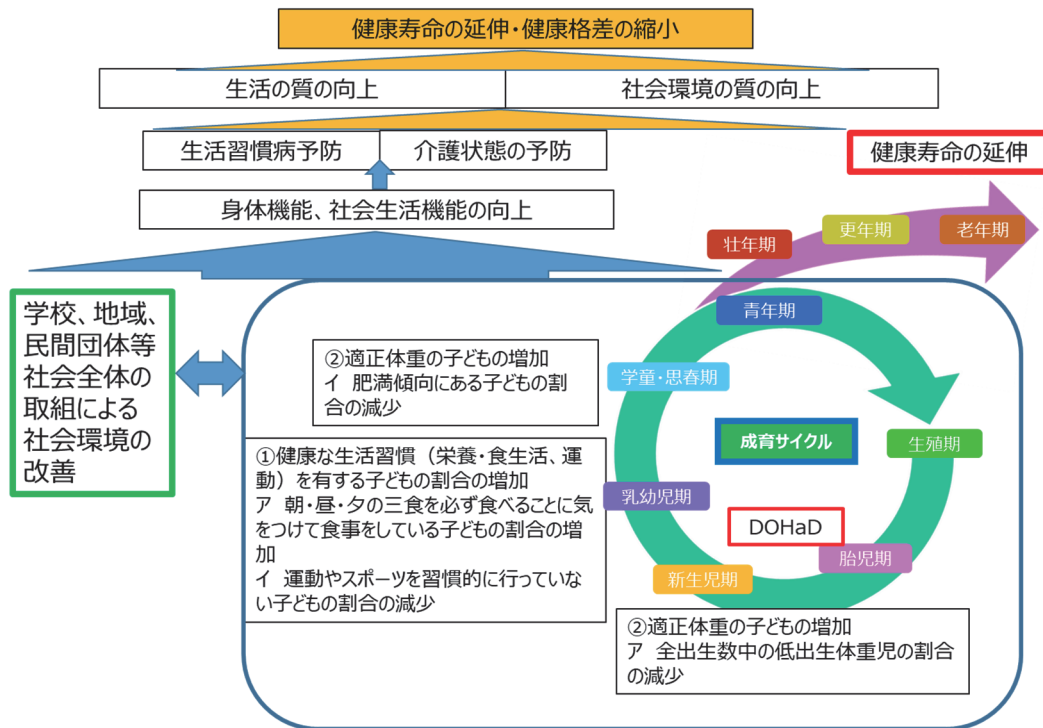 健康寿命の延伸・健康格差の縮小
生活の質の向上
社会環境の質の向上
生活習慣病予防
介護状態の予防
健康寿命の延伸
身体機能、社会生活機能の向上
壮年期
更年期
老年期
学校、地域、
民間団体等
社会全体の
取組による
社会環境の
改善
青年期
②適正体重の子どもの増加
イ 肥満傾向にある子どもの割
合の減少
学童・思春期
成育サイクル
生殖期
①健康な生活習慣（栄養・食生活、運
動）を有する子どもの割合の増加
ア 朝・昼・夕の三食を必ず食べることに気
をつけて食事をしている子どもの割合の増
加
イ 運動やスポーツを習慣的に行っていな
い子どもの割合の減少
乳幼児期
DOHaD
胎児期
新生児期
②適正体重の子どもの増加
ア 全出生数中の低出生体重児の割合
の減少